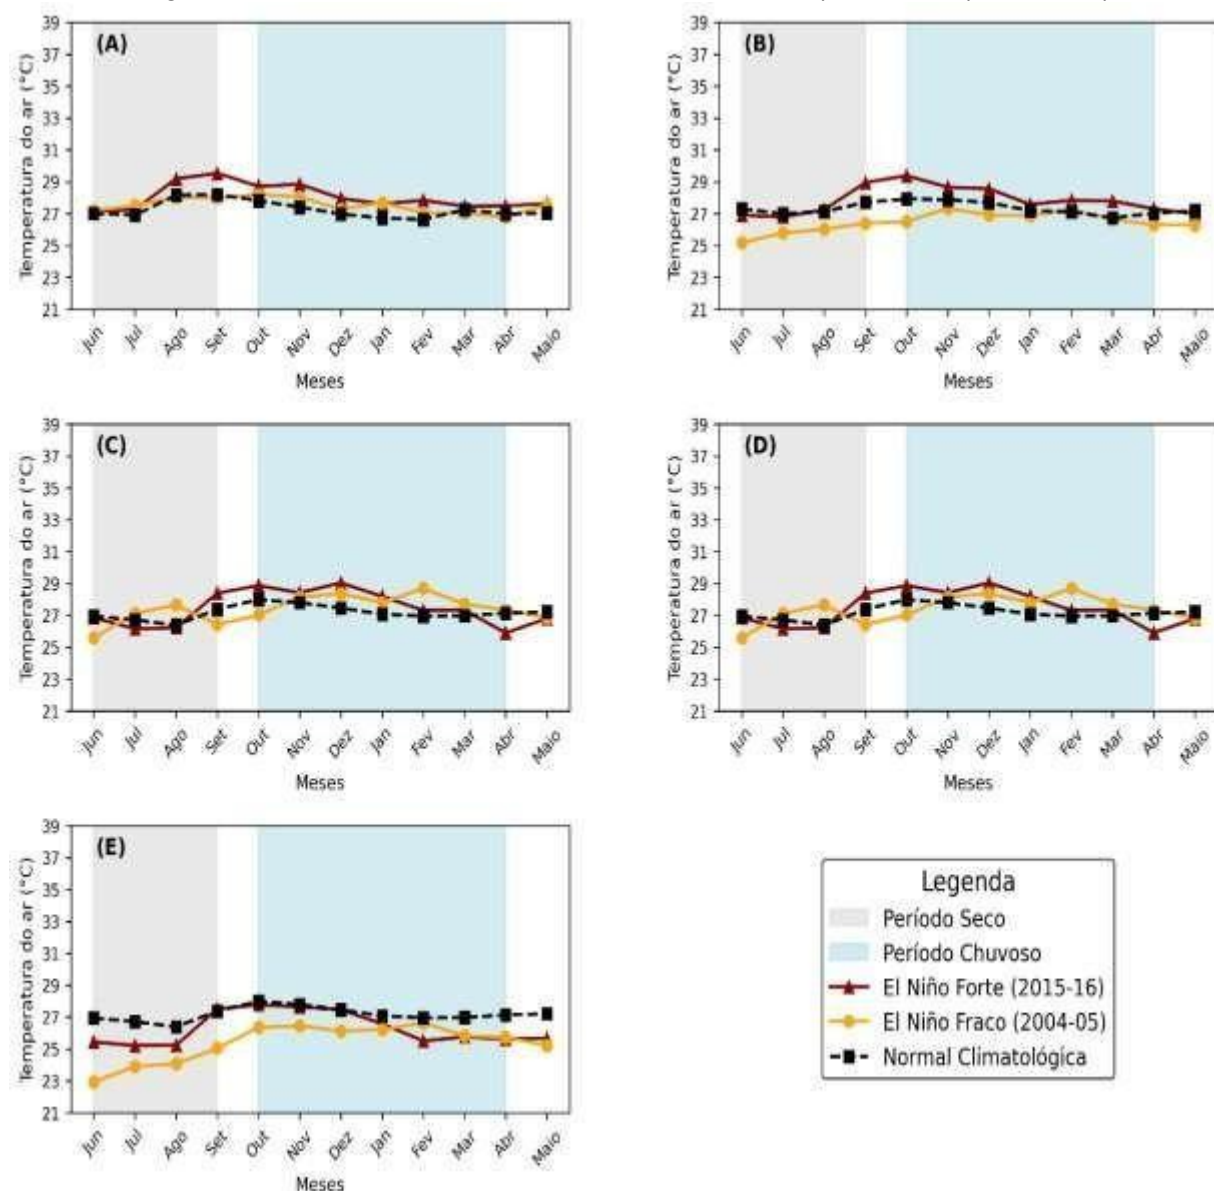 (A)
Temperatura do ar (°C)
39
37
35
33
31
29
27
25
23
21
Jun Jul Ago Set Out Nov Dez Jan Fev Mar Abr Maio
Meses
(B)
Temperatura do ar (°C)
39
37
35
33
31
29
27
25
23
21
Jun Jul Ago Set Out Nov Dez Jan Fev Mar Abr Maio
Meses
(C)
Temperatura do ar (°C)
39
37
35
33
31
29
27
25
23
21
Jun Jul Ago Set Out Nov Dez Jan Fev Mar Abr Maio
Meses
(D)
Temperatura do ar (°C)
39
37
35
33
31
29
27
25
23
21
Jun Jul Ago Set Out Nov Dez Jan Fev Mar Abr Maio
Meses
(E)
Temperatura do ar (°C)
39
37
35
33
31
29
27
25
23
21
Jun Jul Ago Set Out Nov Dez Jan Fev Mar Abr Maio
Meses
Legenda
Período Seco
Período Chuvoso
El Niño Forte (2015-16)
El Niño Fraco (2004-05)
Normal Climatológica